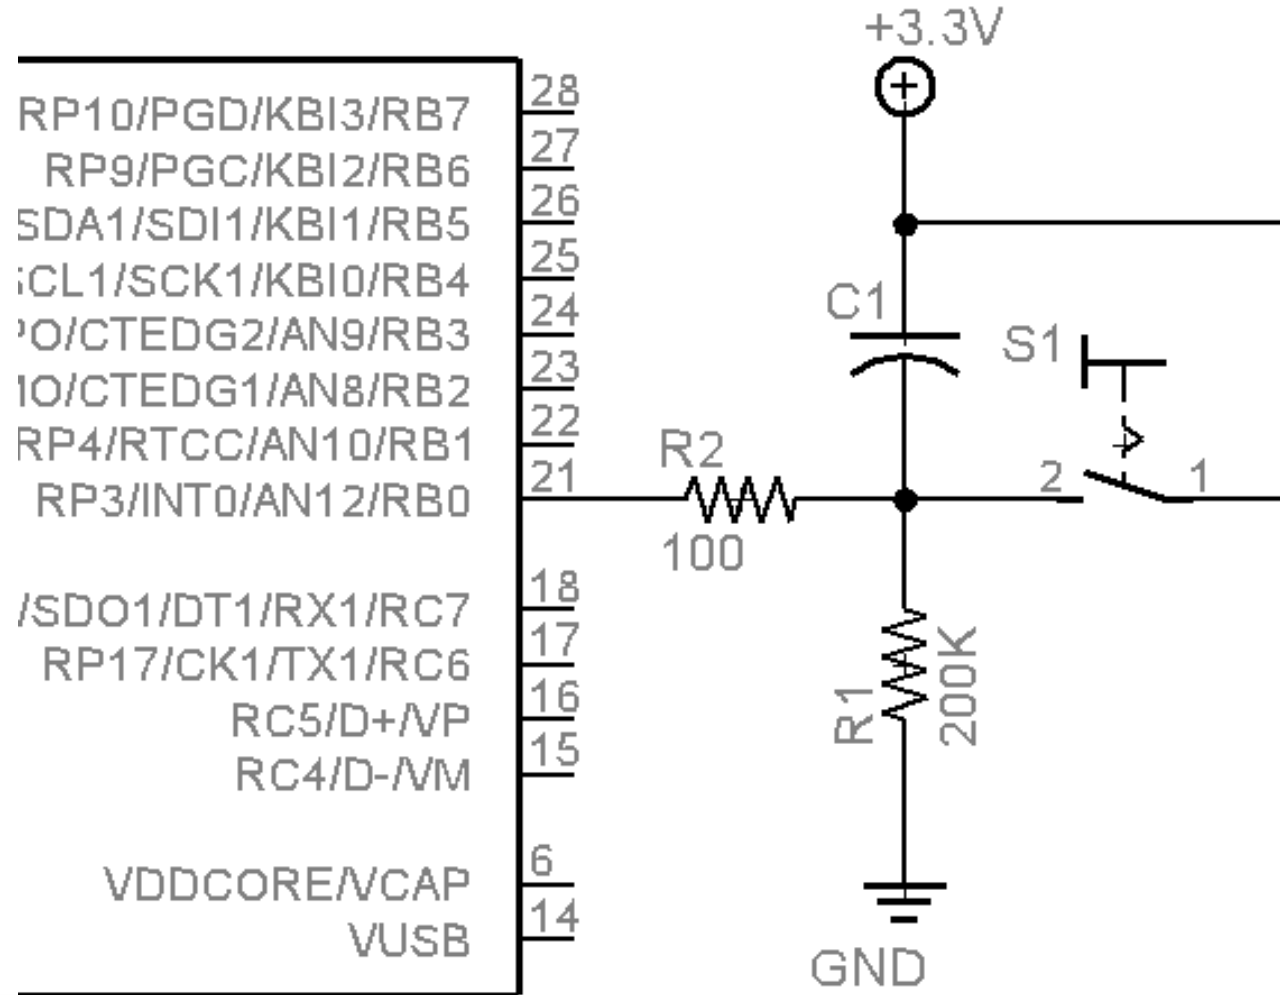 +3.3V
28
RP10/PGD/KBI3/RB7
27
RP9/PGC/KBI2/RB6
26
SDA1/SDI1/KBI1/RB5
25
CL1/SCK1/KBI0/RB4
24
O/CTEDG2/AN9/RB3
23
O/CTEDG1/AN8/RB2
22
RP4/RTCC/AN10/RB1
21
RP3/INT0/AN12/RB0
18
/SDO1/DT1/RX1/RC7
17
RP17/CK1/TX1/RC6
16
RC5/D+/VP
15
RC4/D-/VM
6
VDDCORE/VCAP
14
VUSB
R2
100
C1
S1
2
1
R1
200K
GND